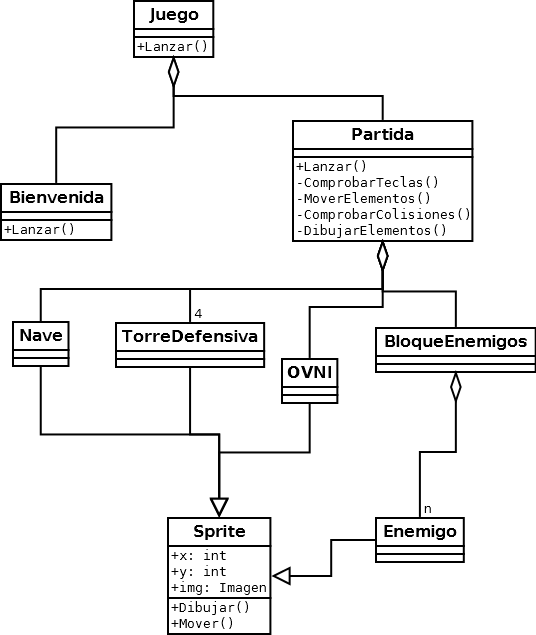 Juego
+Lanzar()
Partida
+Lanzar()
-ComprobarTeclas()
-MoverElementos()
-ComprobarColisiones()
-DibujarElementos()
Bienvenida
+Lanzar()
4
Nave
TorreDefensiva
BloqueEnemigos
OVNI
n
Sprite
+x: int
+y: int
+img: Imagen
+Dibujar()
+Mover()
Enemigo